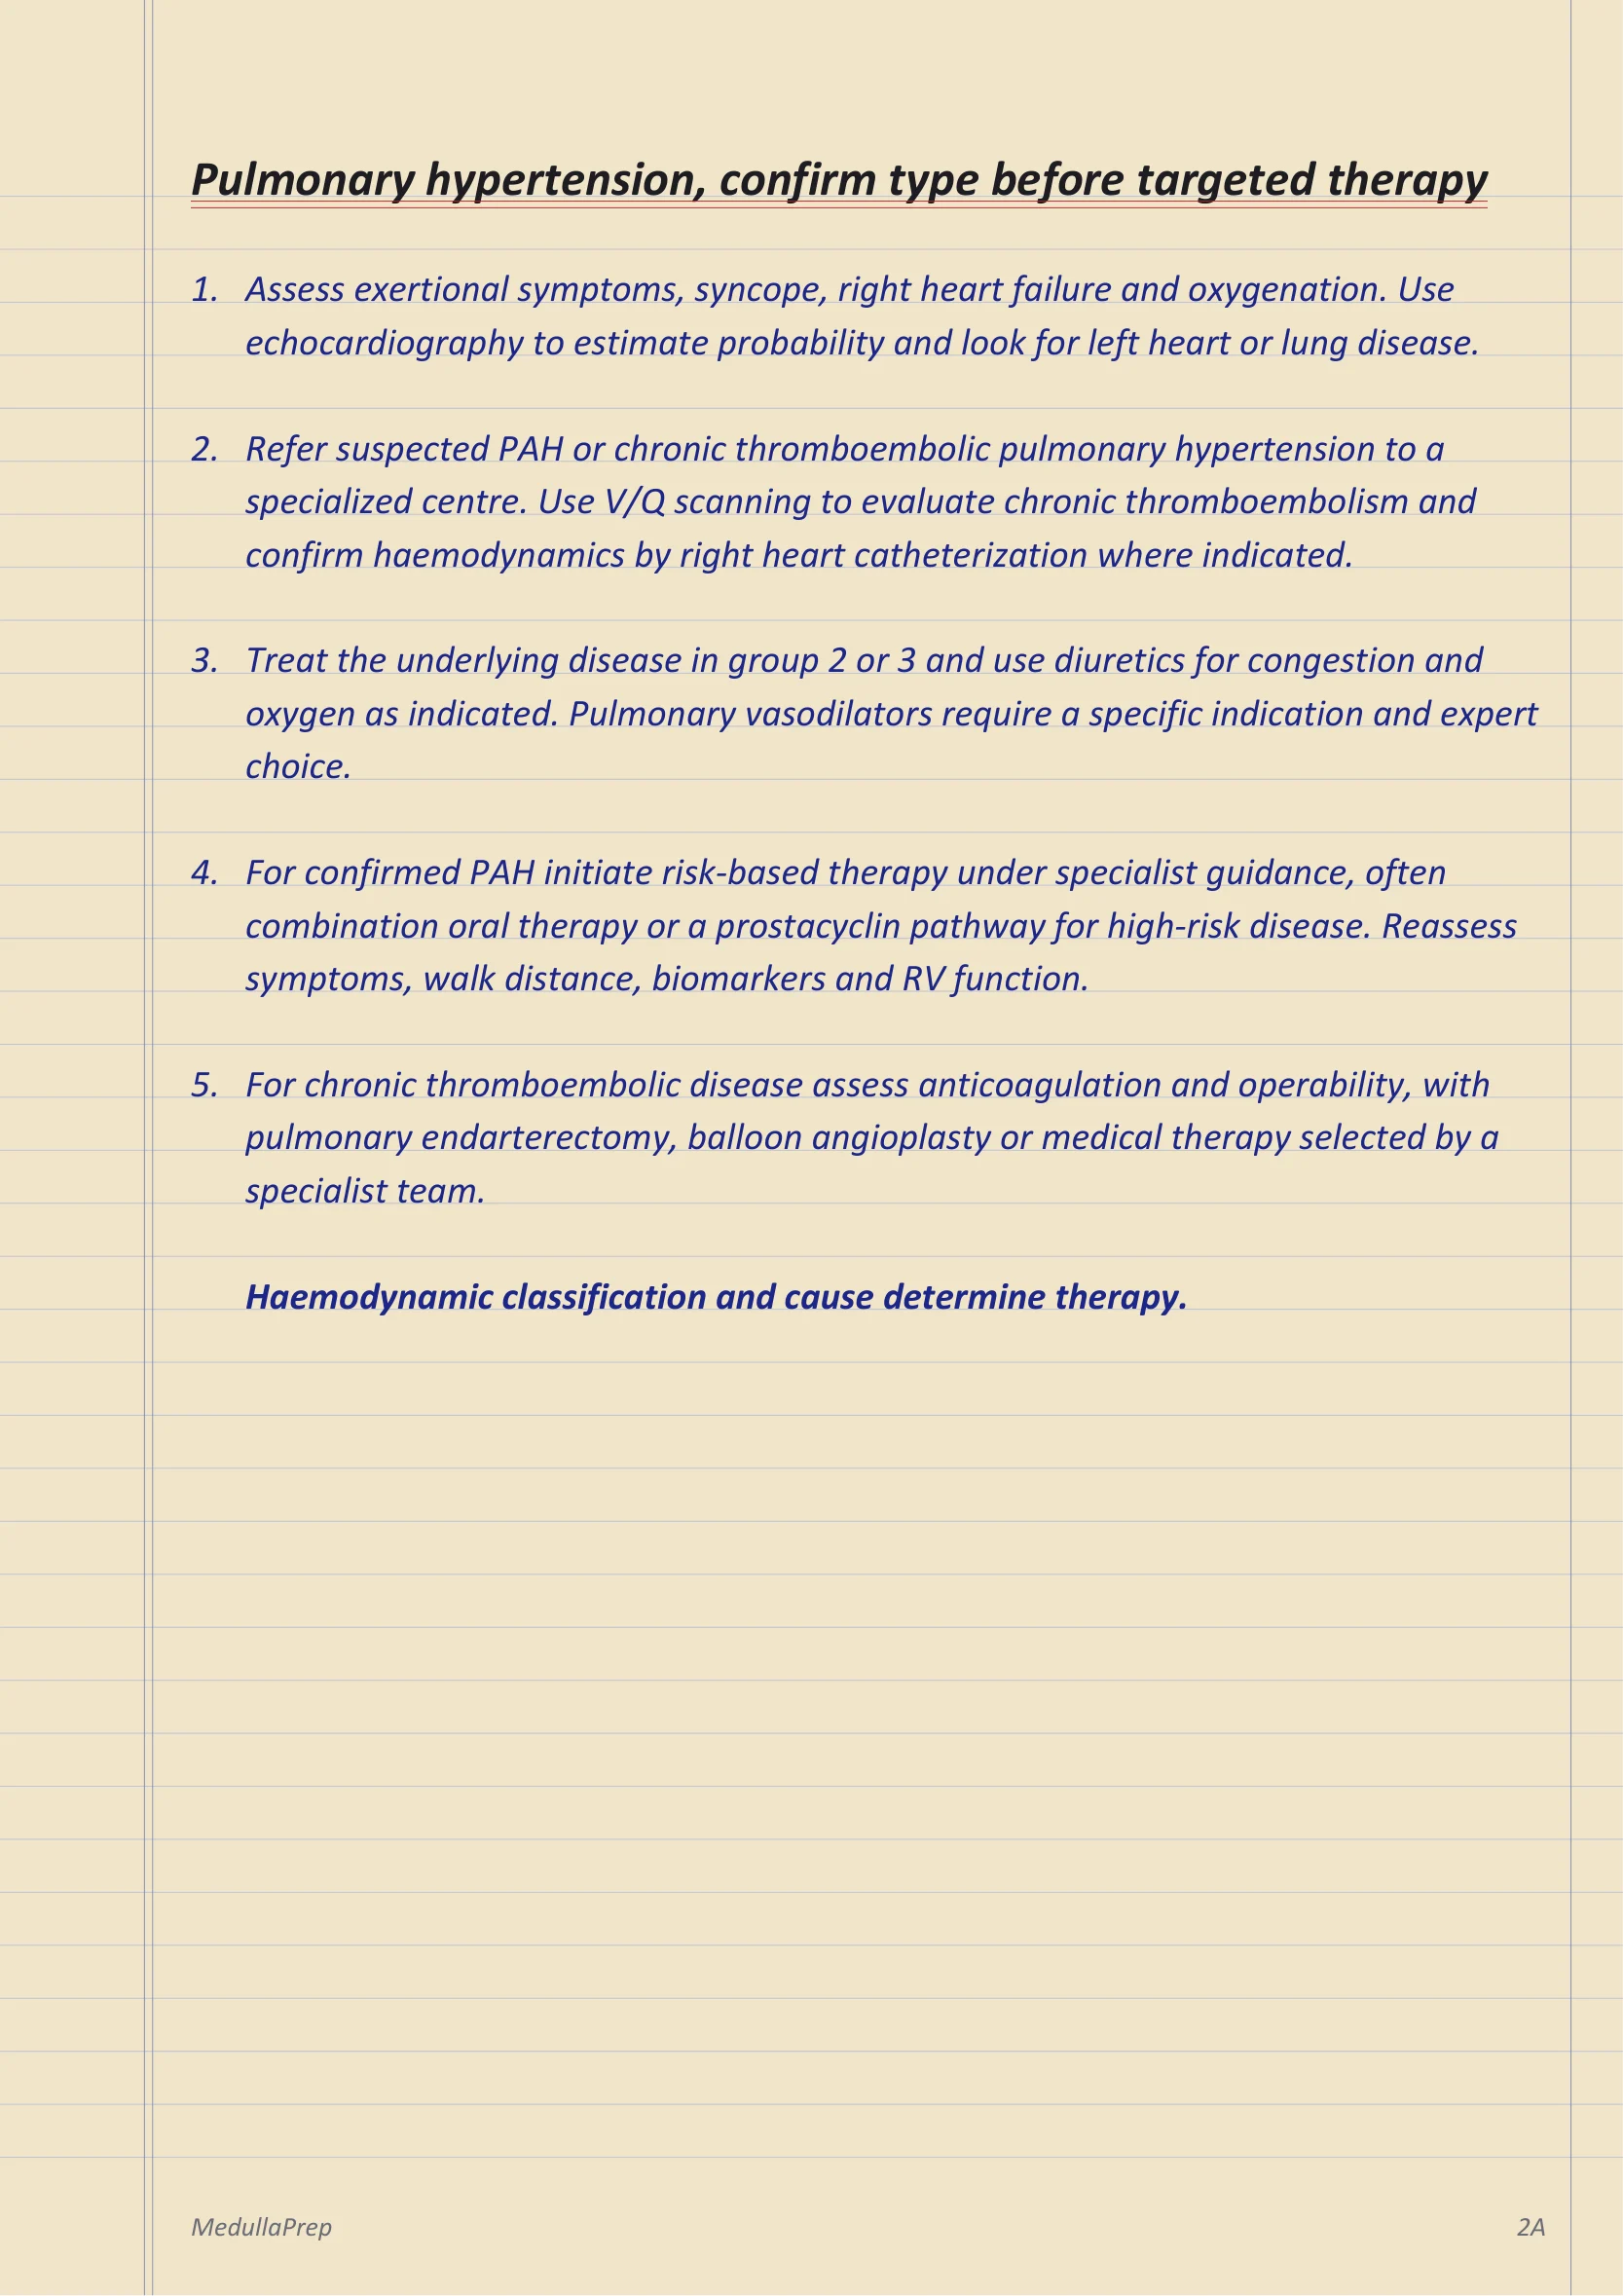 Pulmonary hypertension, confirm type before targeted therapy
1. Assess exertional symptoms, syncope, right heart failure and oxygenation. Use
echocardiography to estimate probability and look for left heart or lung disease.
2. Refer suspected PAH or chronic thromboembolic pulmonary hypertension to a
specialized centre. Use V/Q scanning to evaluate chronic thromboembolism and
confirm haemodynamics by right heart catheterization where indicated.
3. Treat the underlying disease in group 2 or 3 and use diuretics for congestion and
oxygen as indicated. Pulmonary vasodilators require a specific indication and expert
choice.
4. For confirmed PAH initiate risk-based therapy under specialist guidance, often
combination oral therapy or a prostacyclin pathway for high-risk disease. Reassess
symptoms, walk distance, biomarkers and RV function.
5. For chronic thromboembolic disease assess anticoagulation and operability, with
pulmonary endarterectomy, balloon angioplasty or medical therapy selected by a
specialist team.
Haemodynamic classification and cause determine therapy.
MedullaPrep
2A